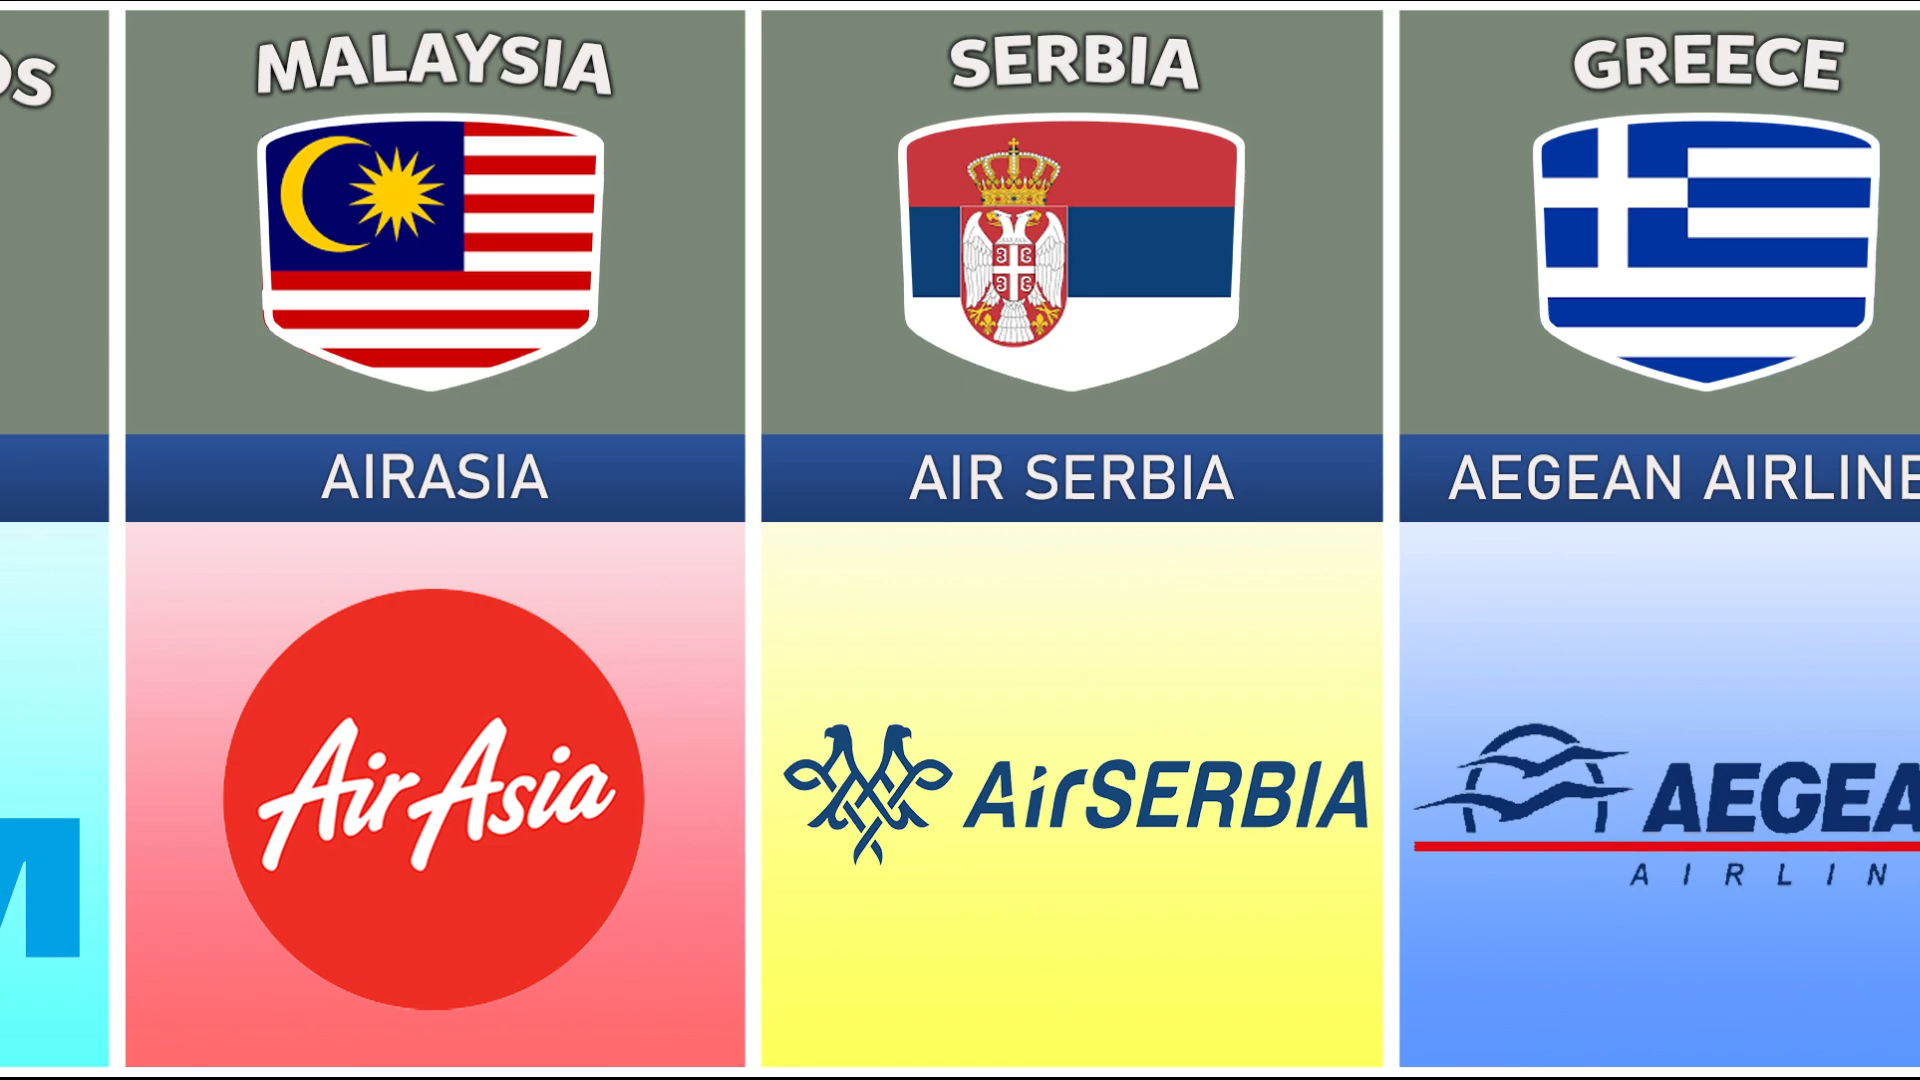 MALAYSIA
AIRASIA
AirAsia
SERBIA
AIR SERBIA
AirSERBIA
GREECE
AEGEAN AIRLINE
AEGEA
AIRLIN